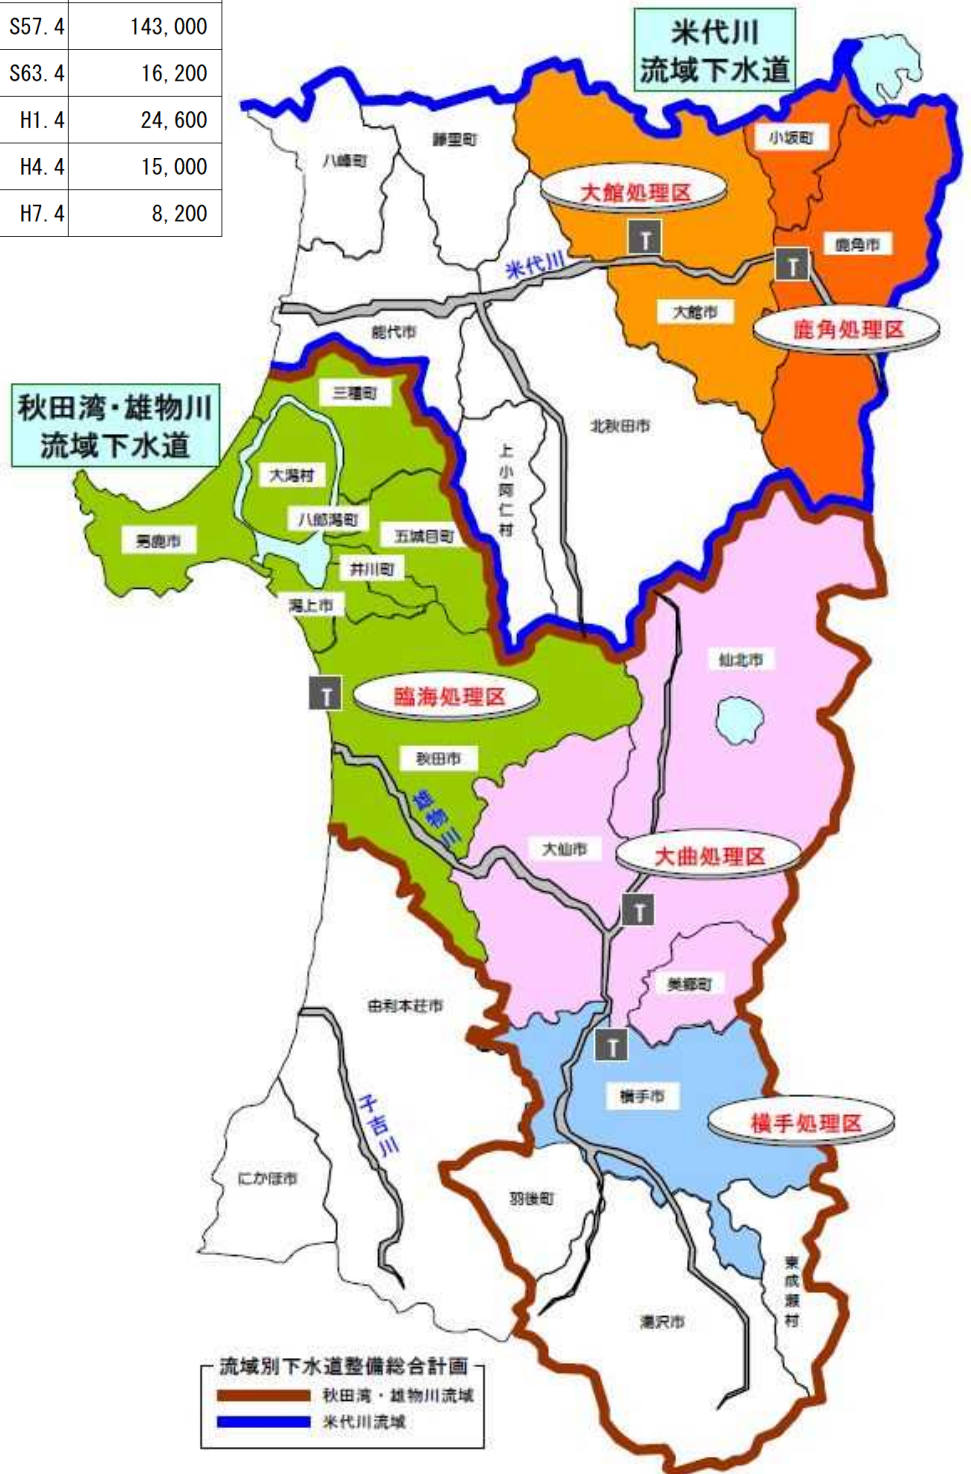 S57.4 143,000
S63.4 16,200
H1.4 24,600
H4.4 15,000
H7.4 8,200
米代川
流域下水道
小坂町
藤里町
八峰町
大館処理区
T
鹿角市
米代川
T
大館市
鹿角処理区
能代市
三種町
秋田湾・雄物川
流域下水道
北秋田市
上小阿仁村
大潟村
八郎潟町
五城目町
男鹿市
井川町
潟上市
仙北市
T
臨海処理区
秋田市
雄物川
大仙市
大曲処理区
T
美郷町
由利本荘市
T
横手市
子吉川
横手処理区
にかほ市
羽後町
東成瀬村
湯沢市
流域別下水道整備総合計画
秋田湾・雄物川流域
米代川流域